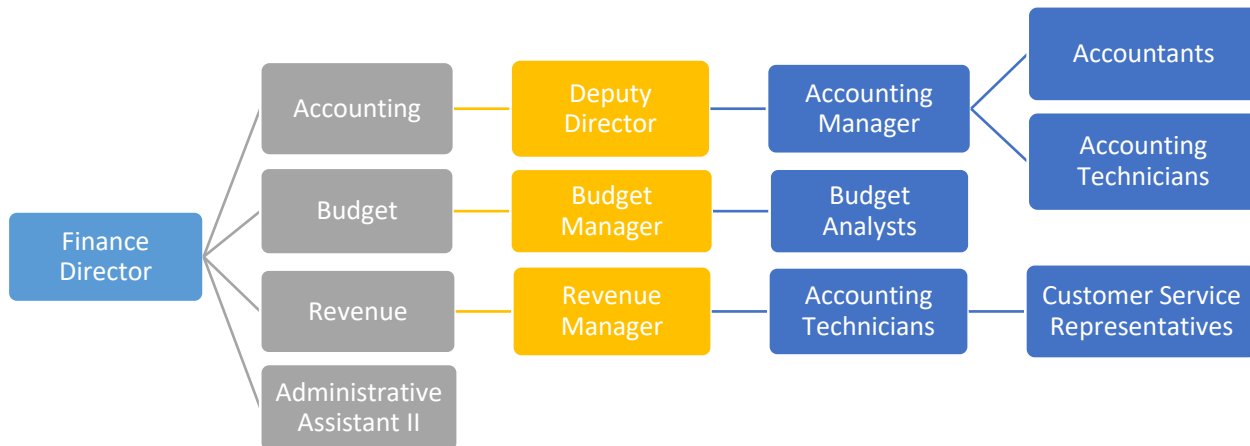 Finance
Director
Accounting
Deputy
Director
Accounting
Manager
Accountants
Accounting
Technicians
Budget
Budget
Manager
Budget
Analysts
Revenue
Revenue
Manager
Accounting
Technicians
Customer Service
Representatives
Administrative
Assistant II